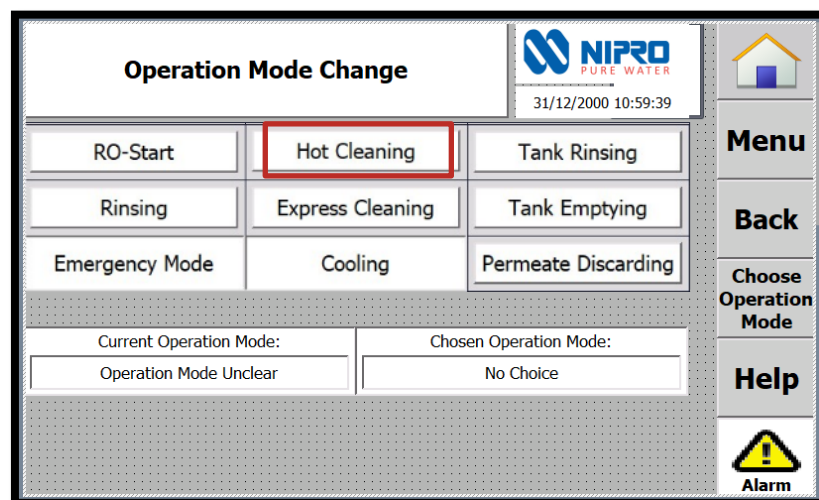 Operation Mode Change
NIPRO
PURE WATER
31/12/2000 10:59:39
RO-Start
Hot Cleaning
Tank Rinsing
Rinsing
Express Cleaning
Tank Emptying
Emergency Mode
Cooling
Permeate Discarding
Current Operation Mode:
Chosen Operation Mode:
Operation Mode Unclear
No Choice
Menu
Back
Choose
Operation
Mode
Help
Alarm